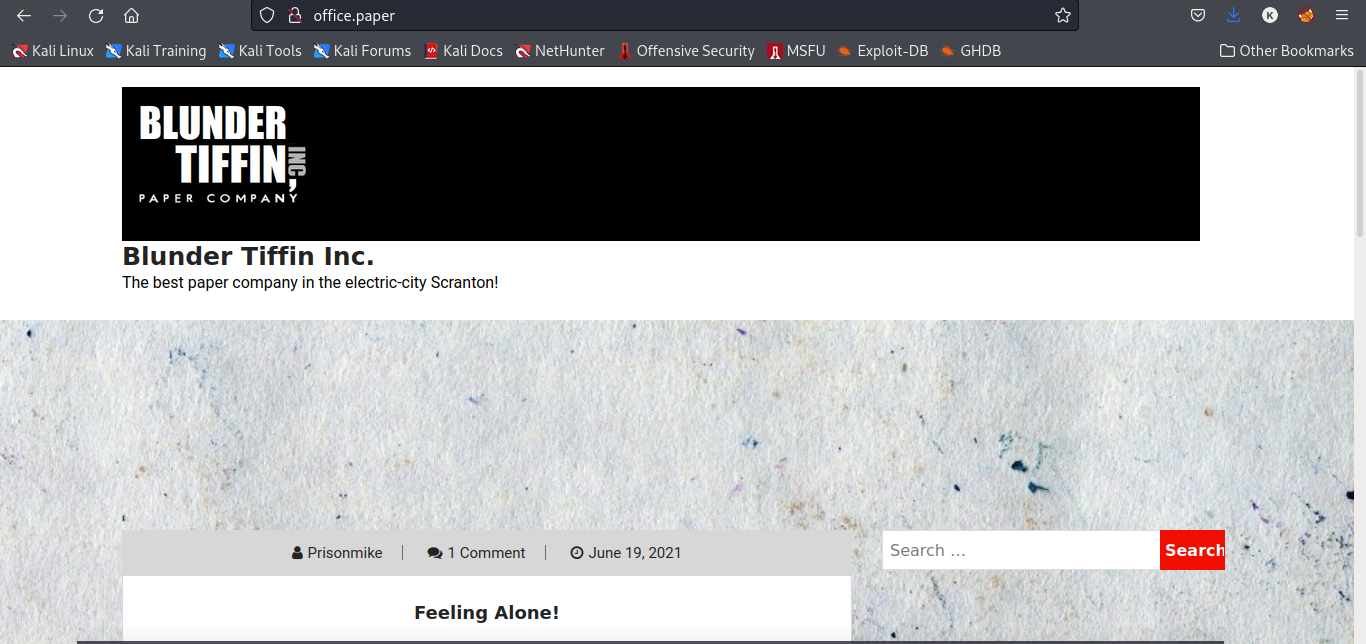 office.paper
Kali Linux Kali Training Kali Tools Kali Forums Kali Docs NetHunter Offensive Security MSFU Exploit-DB GHDB Other Bookmarks
BLUNDER
TIFFIN, INC
PAPER COMPANY
Blunder Tiffin Inc.
The best paper company in the electric-city Scranton!
Prisonmike | 1 Comment | June 19, 2021
Search …
Search
Feeling Alone!